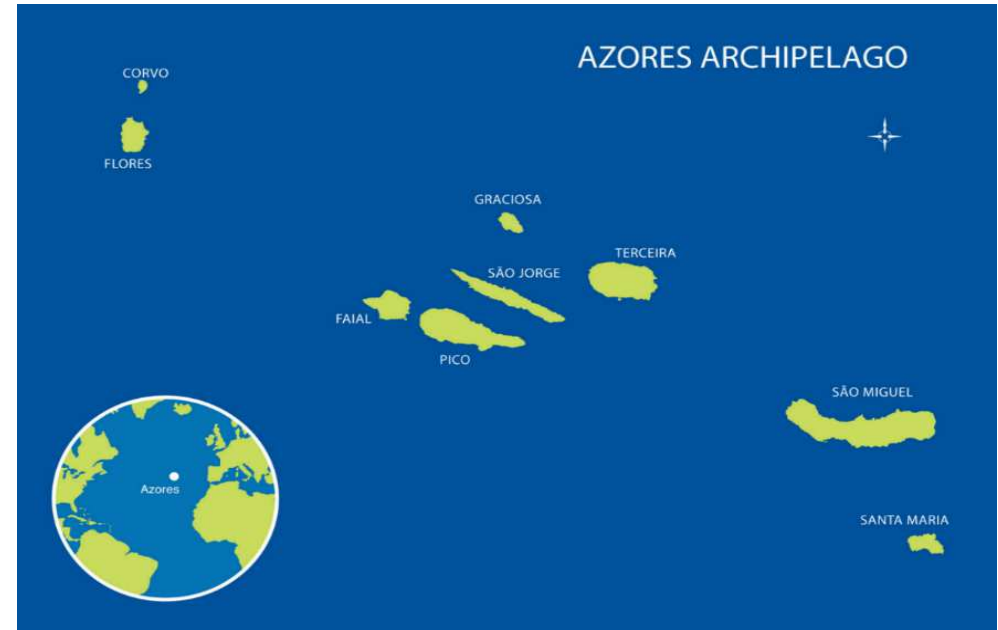 AZORES ARCHIPELAGO
CORVO
FLORES
GRACIOSA
TERCEIRA
SÃO JORGE
FAIAL
PICO
SÃO MIGUEL
Azores
SANTA MARIA